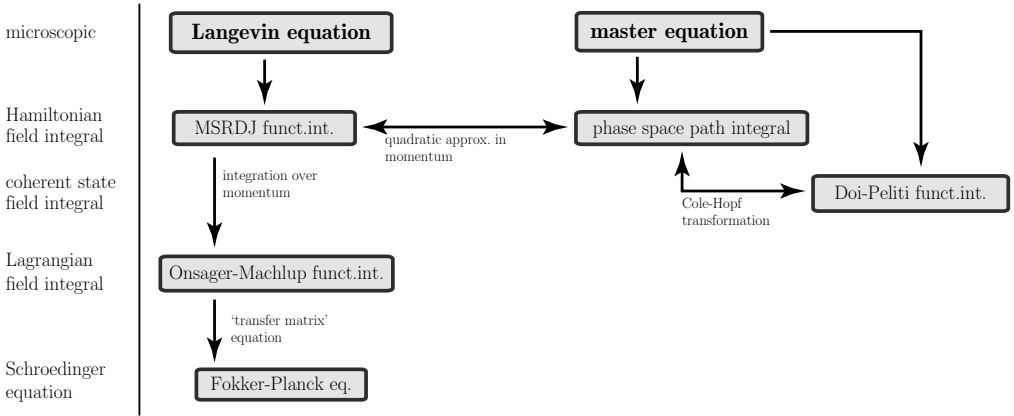 microscopic
Langevin equation
master equation
Hamiltonian
field integral
MSRDJ funct.int.
quadratic approx. in
momentum
phase space path integral
integration over
momentum
coherent state
field integral
Cole-Hopf
transformation
Doi-Peliti funct.int.
Lagrangian
field integral
Onsager-Machlup funct.int.
‘transfer matrix’
equation
Schroedinger
equation
Fokker-Planck eq.